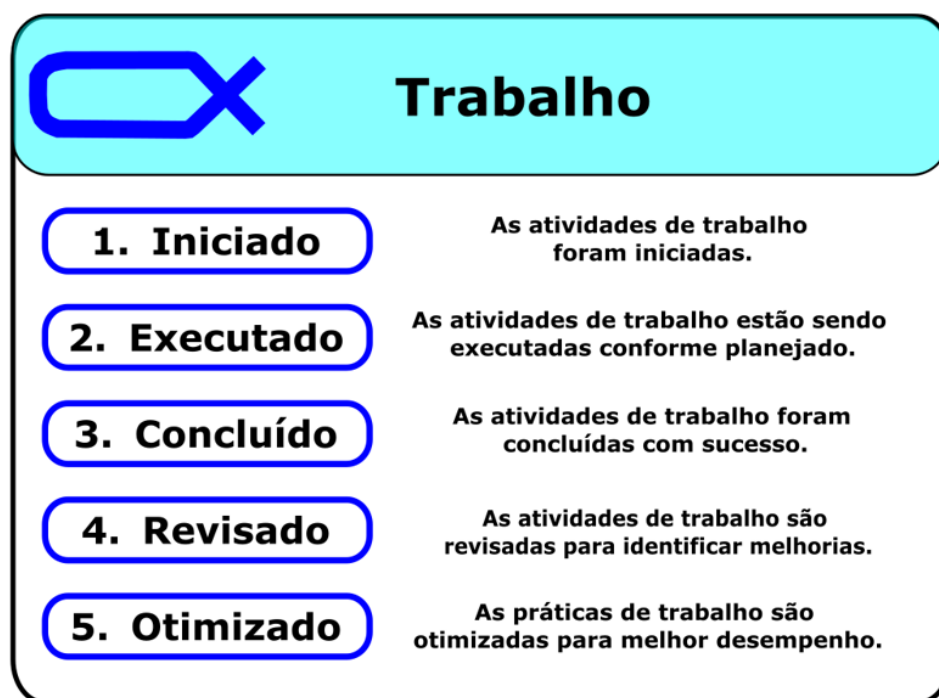 Trabalho
1. Iniciado
As atividades de trabalho
foram iniciadas.
2. Executado
As atividades de trabalho estão sendo
executadas conforme planejado.
3. Concluído
As atividades de trabalho foram
concluídas com sucesso.
4. Revisado
As atividades de trabalho são
revisadas para identificar melhorias.
5. Otimizado
As práticas de trabalho são
otimizadas para melhor desempenho.